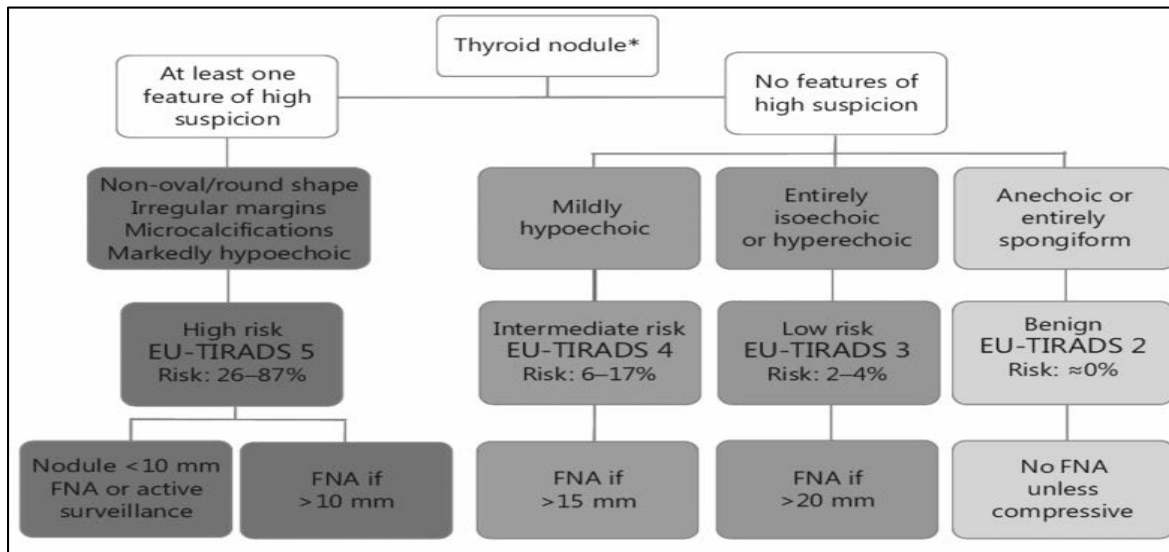 Thyroid nodule*
At least one
feature of high
suspicion
No features of
high suspicion
Non-oval/round shape
Irregular margins
Microcalcifications
Markedly hypoechoic
Mildly
hypoechoic
Entirely
isoechoic
or hyperechoic
Anechoic or
entirely
spongiform
High risk
EU-TIRADS 5
Risk: 26–87%
Intermediate risk
EU-TIRADS 4
Risk: 6–17%
Low risk
EU-TIRADS 3
Risk: 2–4%
Benign
EU-TIRADS 2
Risk: ≈0%
Nodule <10 mm
FNA or active
surveillance
FNA if
>10 mm
FNA if
>15 mm
FNA if
>20 mm
No FNA
unless
compressive